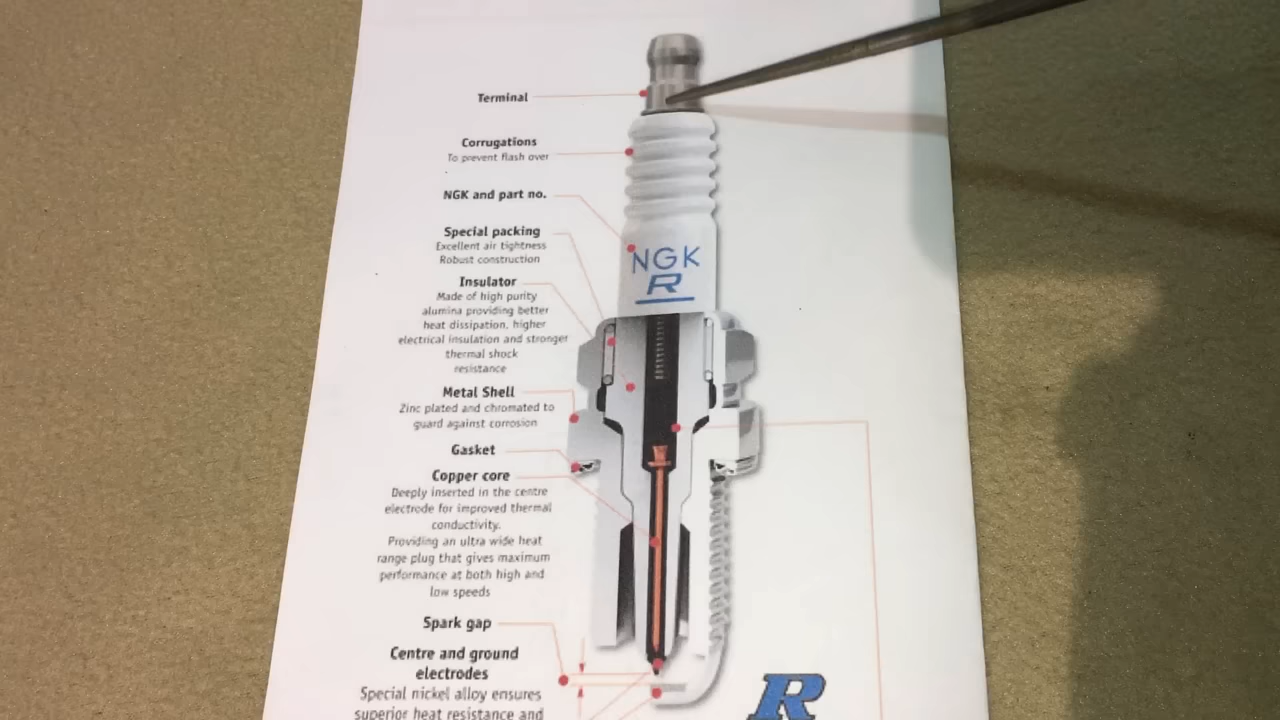 Terminal
Corrugations
To prevent flash over
NGK and part no.
Special packing
Excellent air tightness
Robust construction
Insulator
Made of high purity
alumina providing better
heat dissipation, higher
electrical insulation and stronger
thermal shock
resistance
Metal Shell
Zinc plated and chromated to
guard against corrosion
Gasket
Copper core
Deeply inserted in the centre
electrode for improved thermal
conductivity.
Providing an ultra wide heat
range plug that gives maximum
performance at both high and
low speeds
Spark gap
Centre and ground
electrodes
Special nickel alloy ensures
superior heat resistance and
NGK
R
R